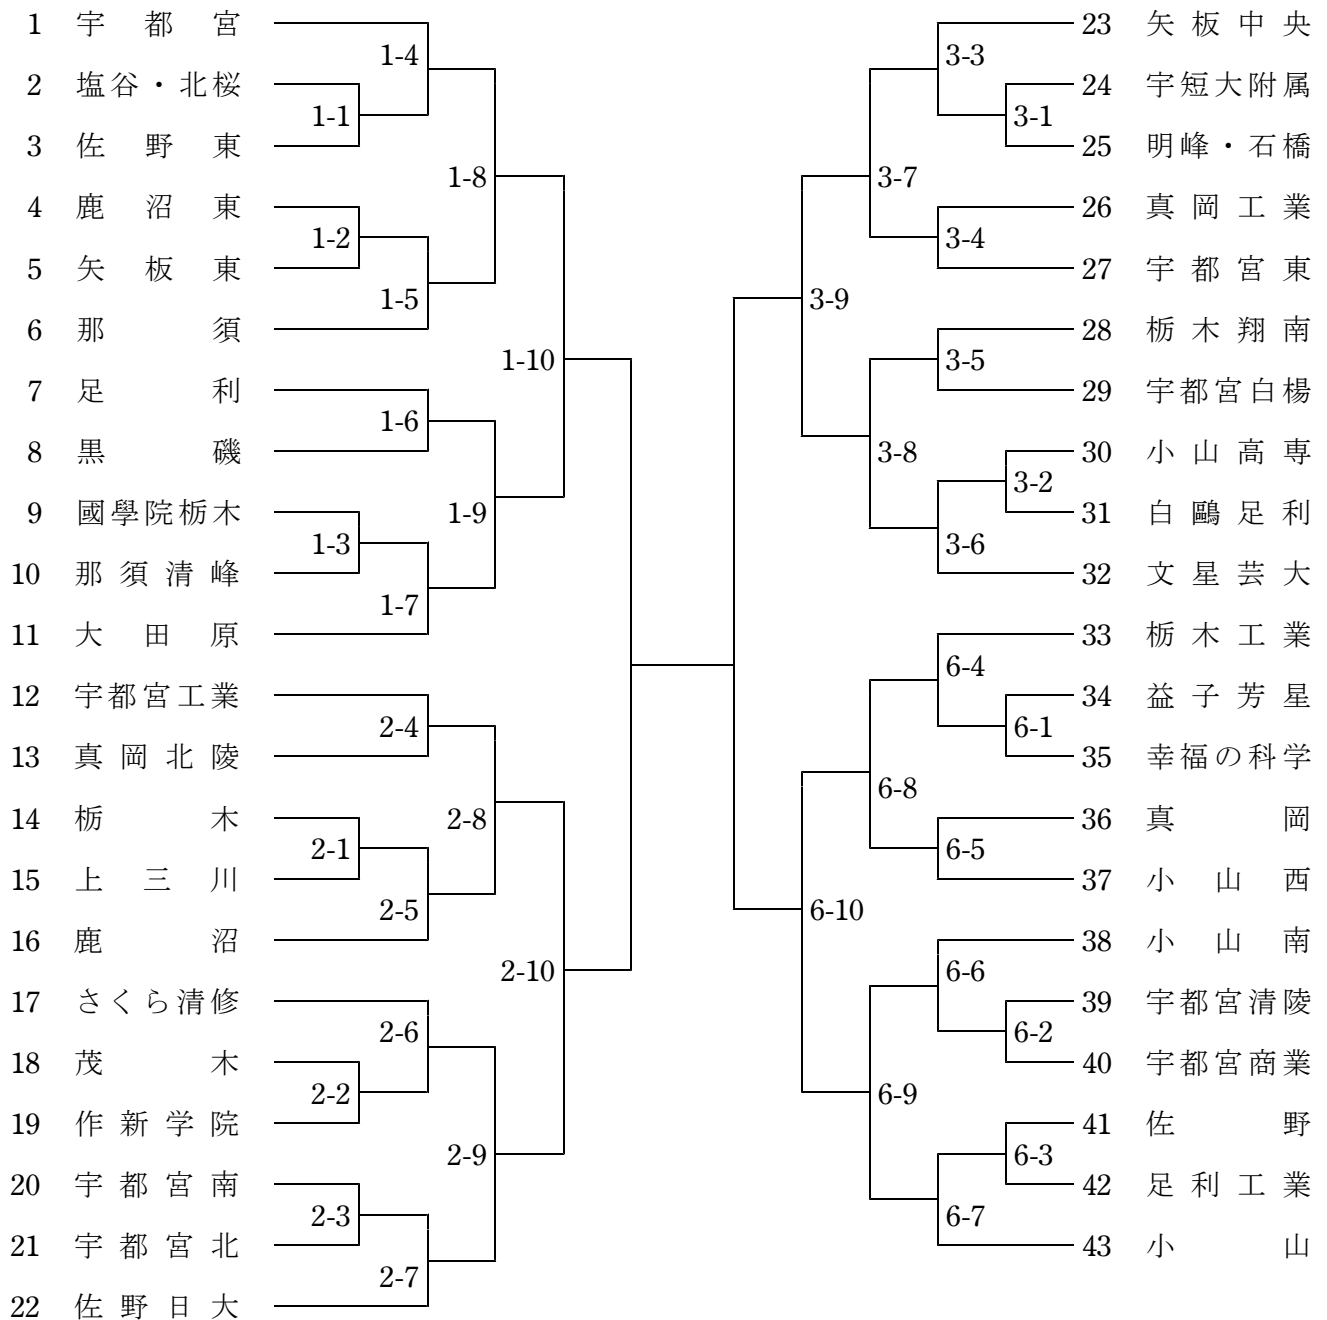 1 宇都宮
2 塩谷・北桜
3 佐野東
4 鹿沼東
5 矢板東
6 那須
7 足利
8 黒磯
9 國學院栃木
10 那須清峰
11 大田原
12 宇都宮工業
13 真岡北陵
14 栃木
15 上三川
16 鹿沼
17 さくら清修
18 茂木
19 作新学院
20 宇都宮南
21 宇都宮北
22 佐野日大
1-4
1-1
1-8
1-2
1-5
1-10
1-6
1-9
1-3
1-7
2-4
2-8
2-1
2-5
2-10
2-6
2-2
2-9
2-3
2-7
3-3
3-1
3-7
3-4
3-9
3-5
3-8
3-2
3-6
6-4
6-1
6-8
6-5
6-10
6-6
6-2
6-9
6-3
6-7
23 矢板中央
24 宇短大附属
25 明峰・石橋
26 真岡工業
27 宇都宮東
28 栃木翔南
29 宇都宮白楊
30 小山高専
31 白鷗足利
32 文星芸大
33 栃木工業
34 益子芳星
35 幸福の科学
36 真岡
37 小山西
38 小山南
39 宇都宮清陵
40 宇都宮商業
41 佐野
42 足利工業
43 小山